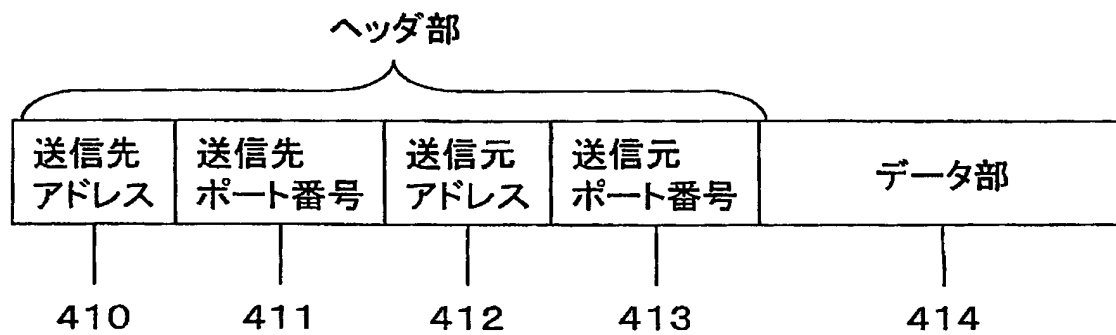 ヘッダ部
送信先
アドレス
送信先
ポート番号
送信元
アドレス
送信元
ポート番号
データ部
410
411
412
413
414